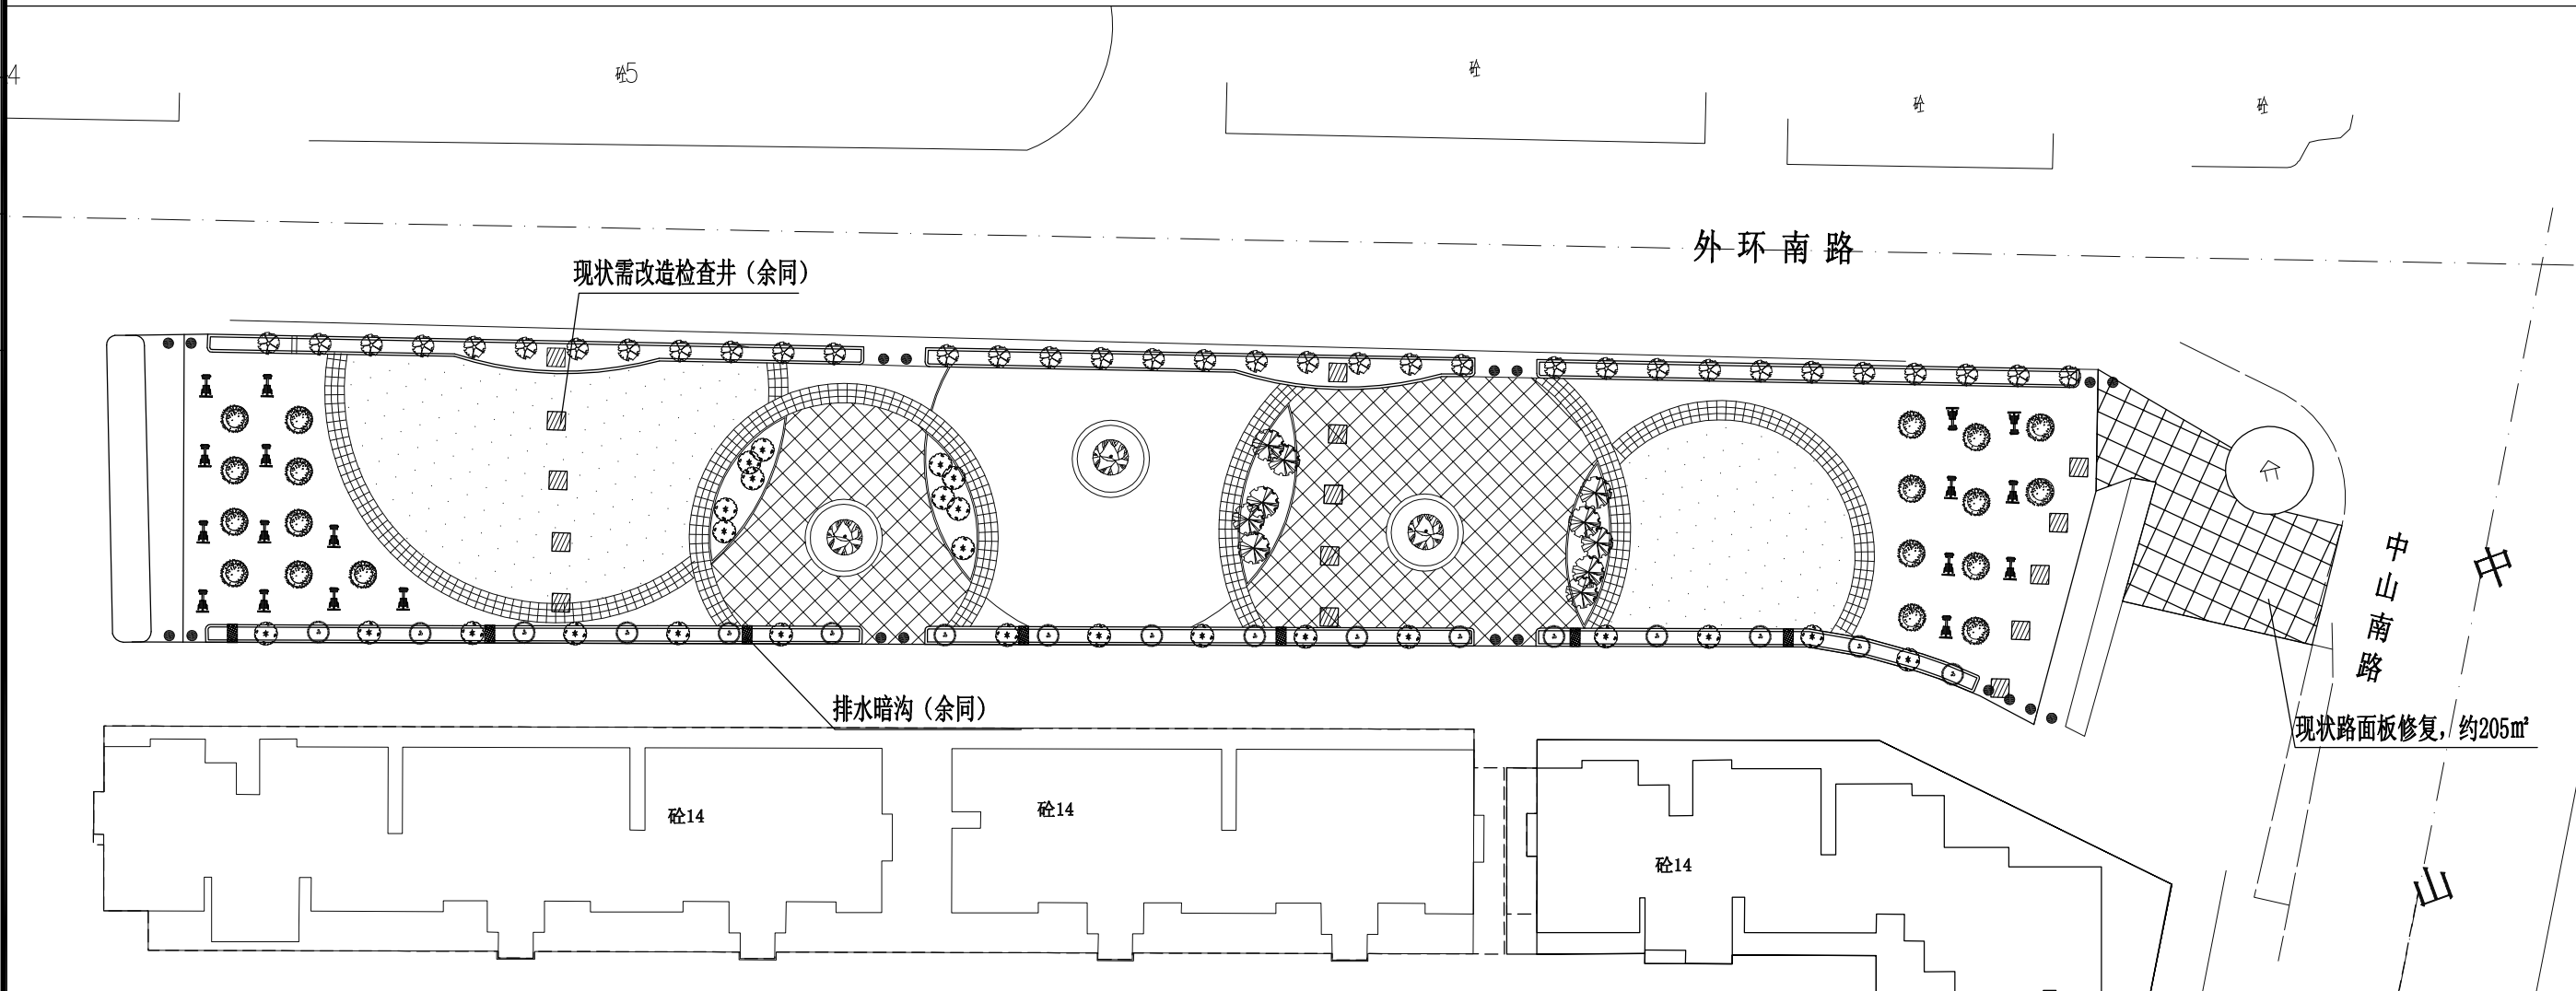 4
砼5
砼
砼
砼
外环南路
现状需改造检查井（余同）
中山南路
中
山
排水暗沟（余同）
现状路面板修复，约205㎡
砼14
砼14
砼14